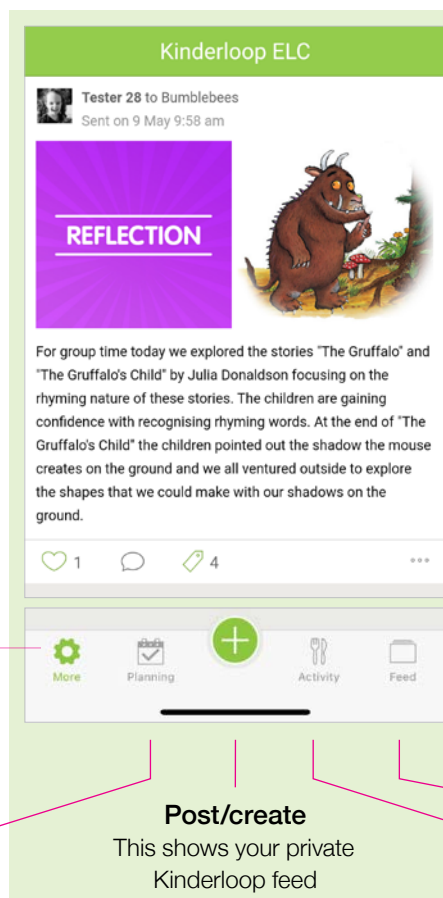 Kinderloop ELC
Tester 28 to Bumblebees
Sent on 9 May 9:58 am
REFLECTION
For group time today we explored the stories "The Gruffalo" and
"The Gruffalo's Child" by Julia Donaldson focusing on the
rhyming nature of these stories. The children are gaining
confidence with recognising rhyming words. At the end of "The
Gruffalo's Child" the children pointed out the shadow the mouse
creates on the ground and we all ventured outside to explore
the shapes that we could make with our shadows on the
ground.
1 4
More Planning Activity Feed
Post/create
This shows your private
Kinderloop feed